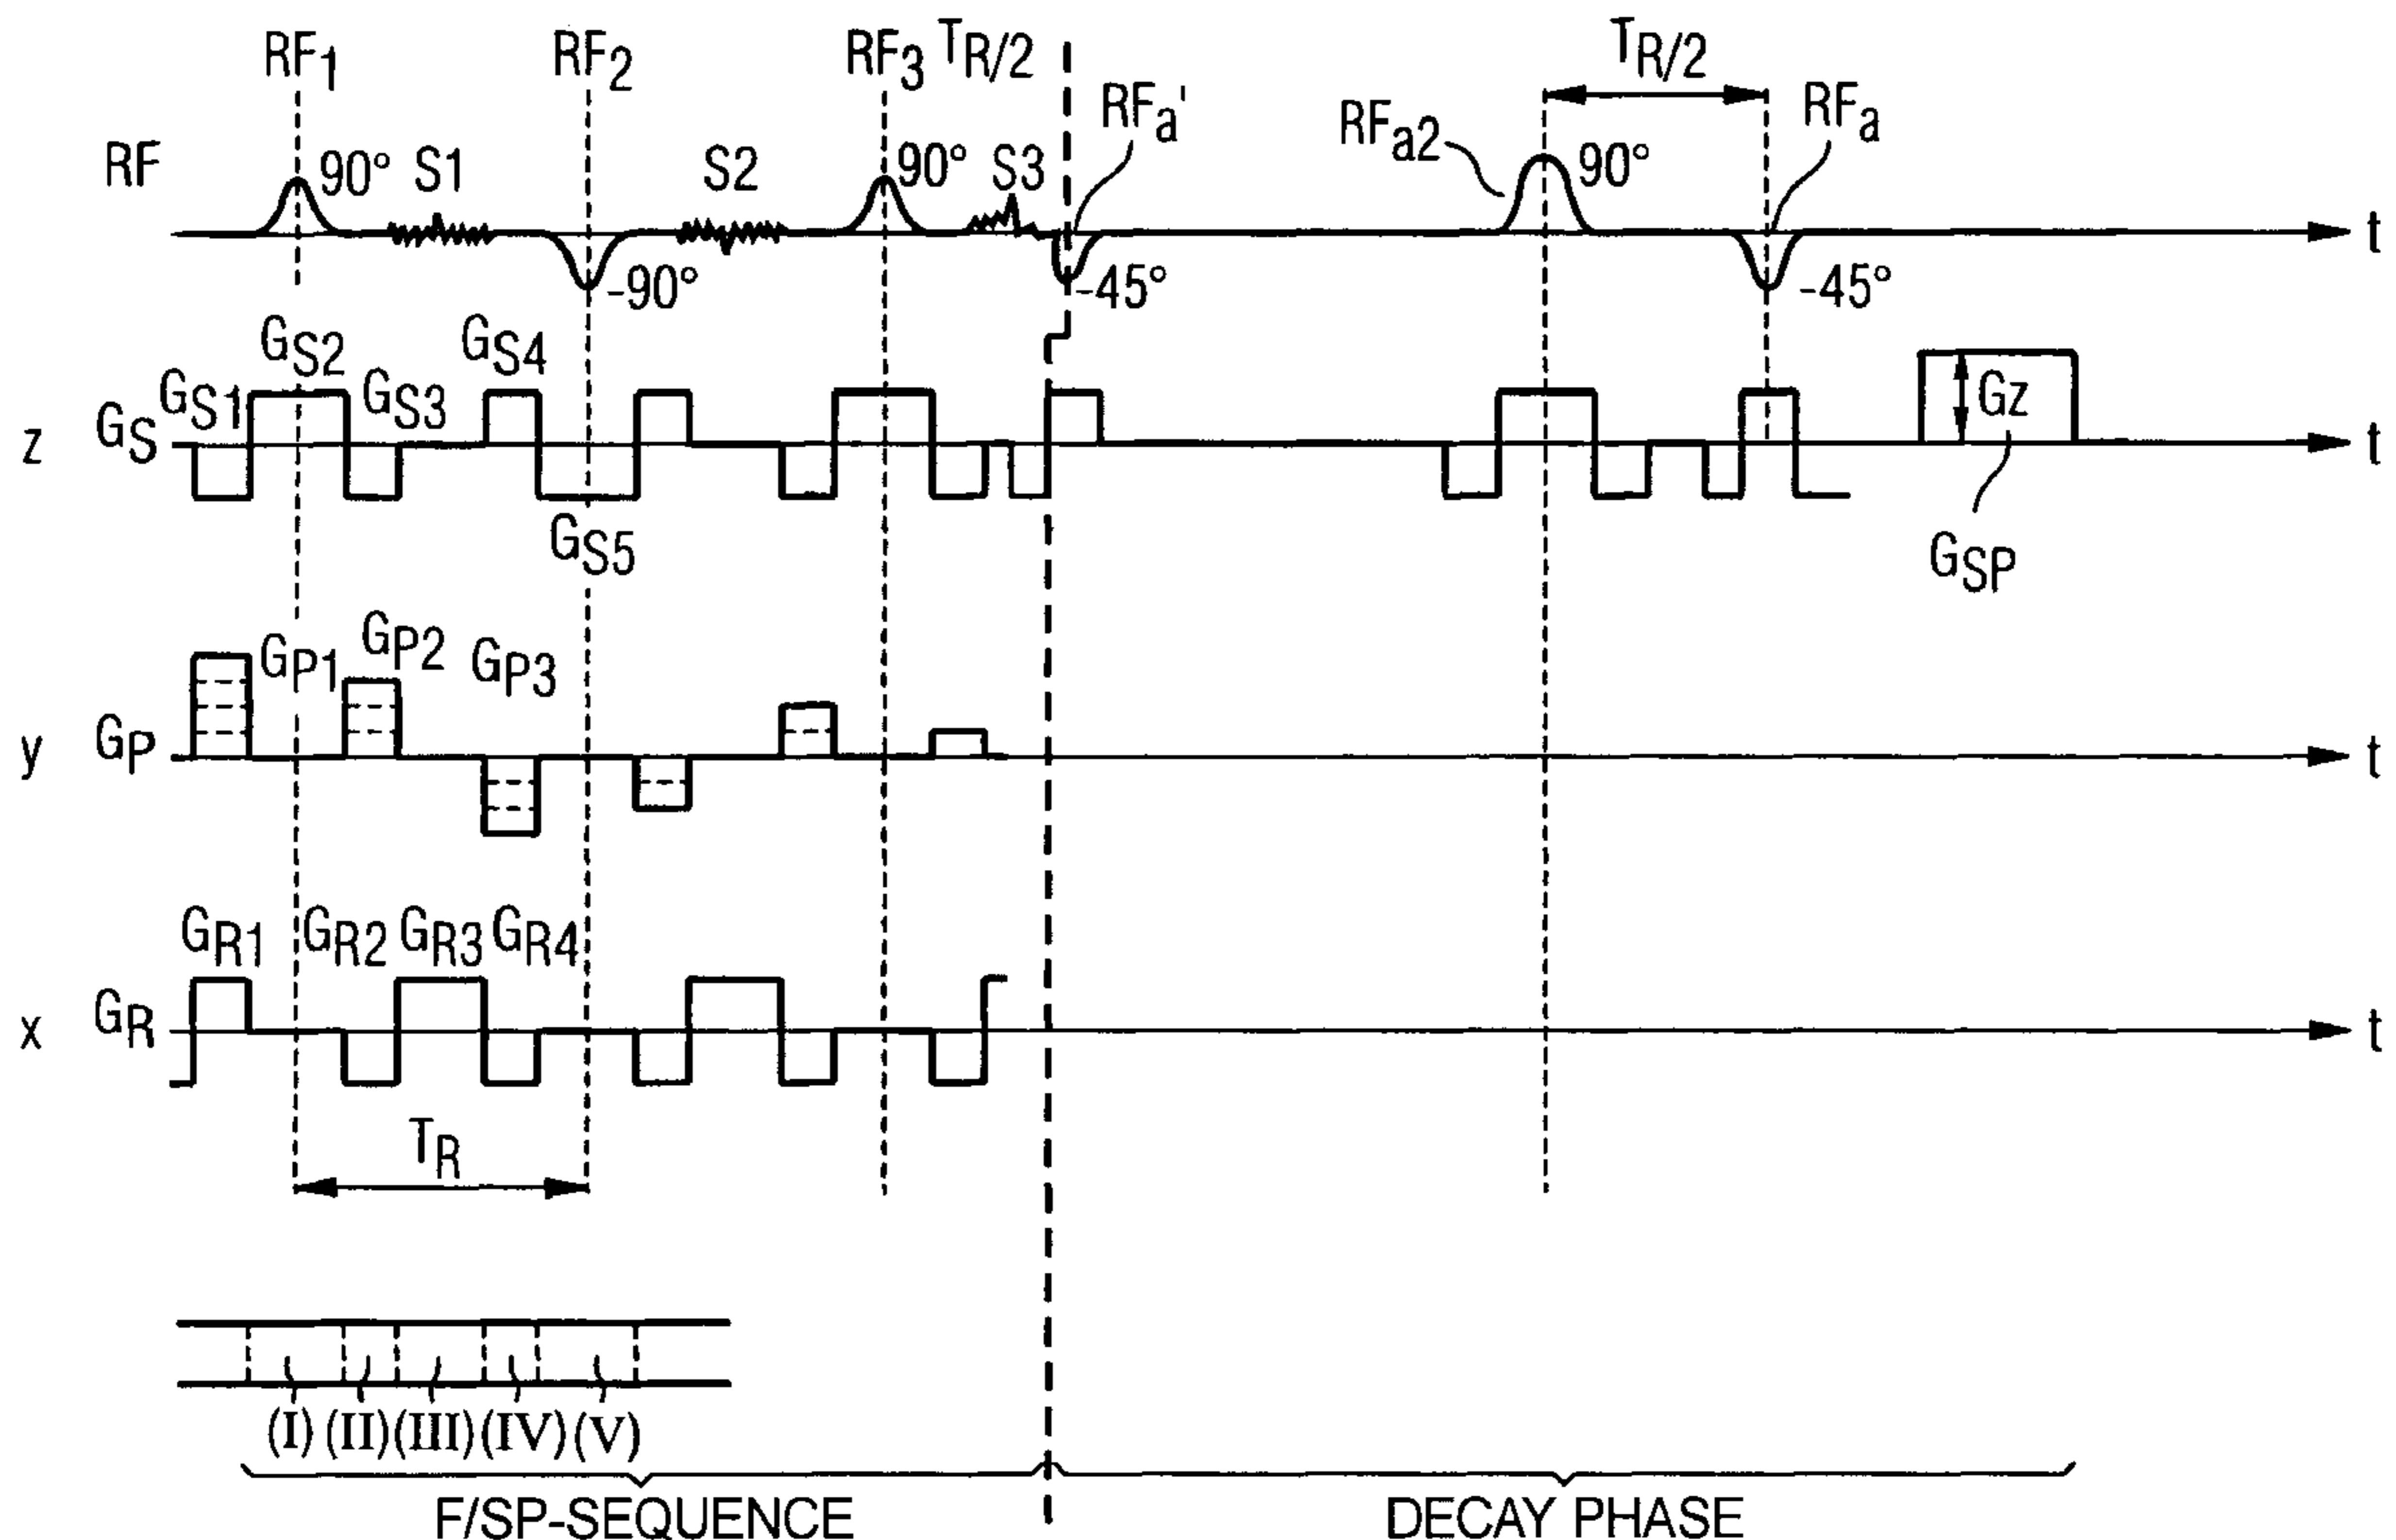 RF1 RF2 RF3 TR/2 TR/2
RFa' RFa2 RFa
RF 90° S1 S2 90° S3 90° t
-90° -45° -45°
GS2 GS4
GS1 GS3 Gz
z GS t
GS5 GSP
GP1 GP2 GP3
y GP t
GR1 GR2 GR3 GR4
x GR t
TR
(I) (II) (III) (IV) (V)
F/SP-SEQUENCE DECAY PHASE